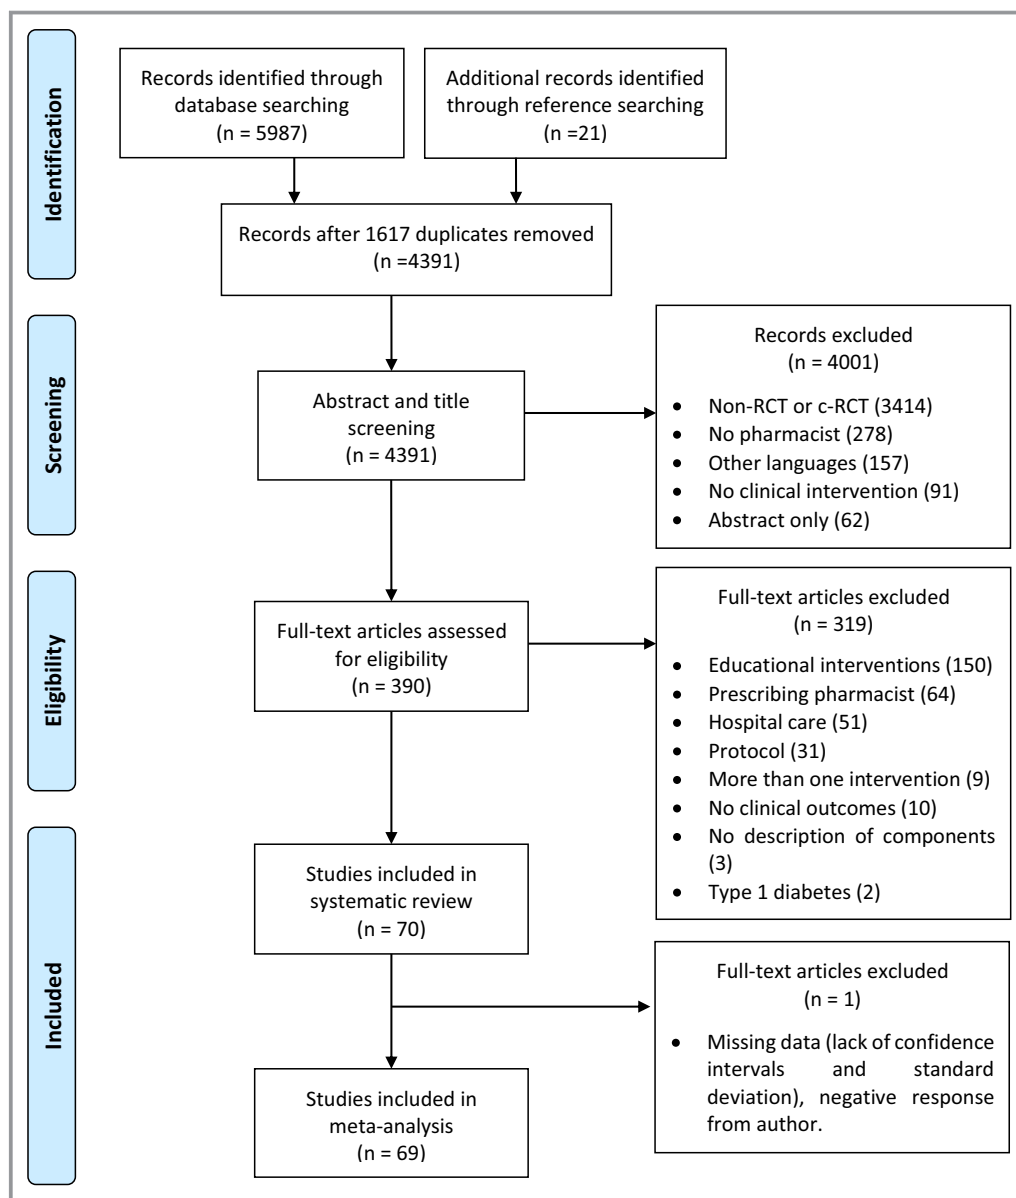 Identification
Records identified through
database searching
(n = 5987)
Additional records identified
through reference searching
(n =21)
Records after 1617 duplicates removed
(n =4391)
Screening
Abstract and title
screening
(n = 4391)
Records excluded
(n = 4001)
• Non-RCT or c-RCT (3414)
• No pharmacist (278)
• Other languages (157)
• No clinical intervention (91)
• Abstract only (62)
Eligibility
Full-text articles assessed
for eligibility
(n = 390)
Full-text articles excluded
(n = 319)
• Educational interventions (150)
• Prescribing pharmacist (64)
• Hospital care (51)
• Protocol (31)
• More than one intervention (9)
• No clinical outcomes (10)
• No description of components
(3)
• Type 1 diabetes (2)
Included
Studies included in
systematic review
(n = 70)
Full-text articles excluded
(n = 1)
• Missing data (lack of confidence
intervals and standard
deviation), negative response
from author.
Studies included in
meta-analysis
(n = 69)